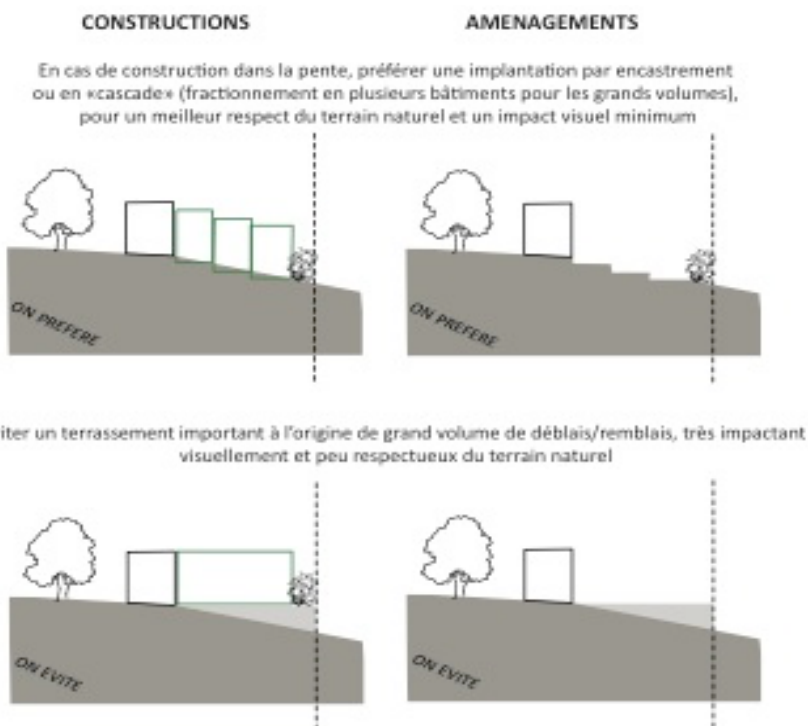 CONSTRUCTIONS
AMENAGEMENTS
En cas de construction dans la pente, préférer une implantation par encastrement
ou en «cascade» (fractionnement en plusieurs bâtiments pour les grands volumes),
pour un meilleur respect du terrain naturel et un impact visuel minimum
ON PREFERE
ON PREFERE
iter un terrassement important à l'origine de grand volume de déblais/remblais, très impactant
visuellement et peu respectueux du terrain naturel
ON EVITE
ON EVITE